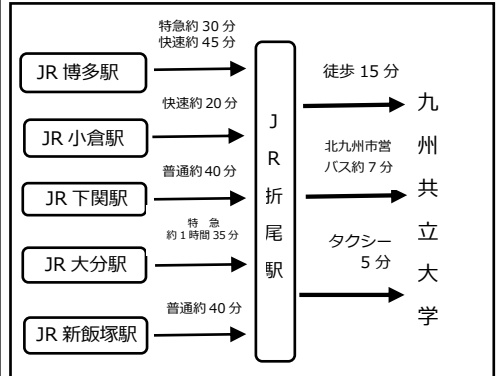 特急約 30 分
快速約 45 分
JR 博多駅
快速約 20 分
JR 小倉駅
普通約 40 分
JR 下関駅
特 急
約 1 時間 35 分
JR 大分駅
普通約 40 分
JR 新飯塚駅
JR折尾駅
徒歩 15 分
北九州市営
バス約 7 分
タクシー
5 分
九州共立大学